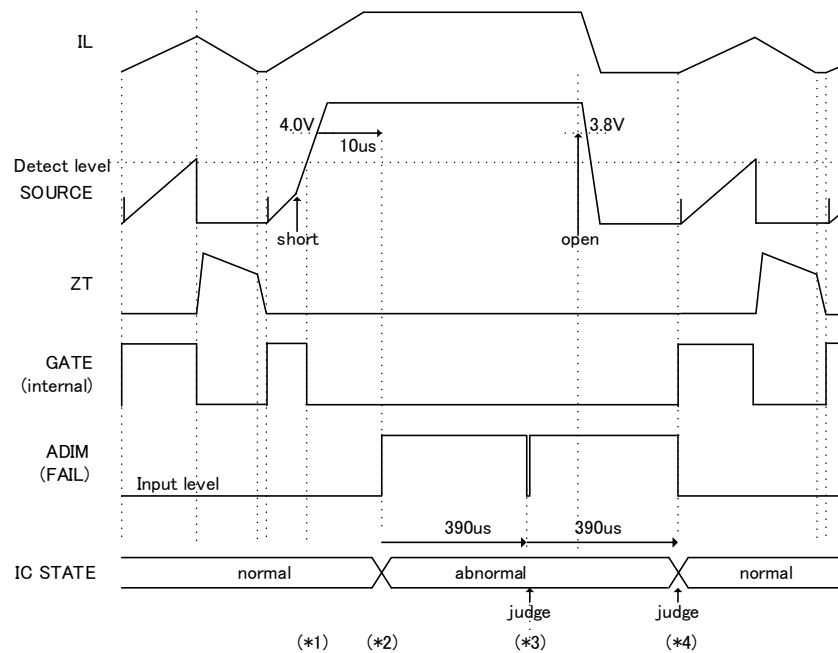 IL
4.0V
3.8V
10us
Detect level
SOURCE
short
open
ZT
GATE
(internal)
ADIM
(FAIL)
Input level
390us
390us
IC STATE
normal
abnormal
normal
judge
judge
(*1)
(*2)
(*3)
(*4)